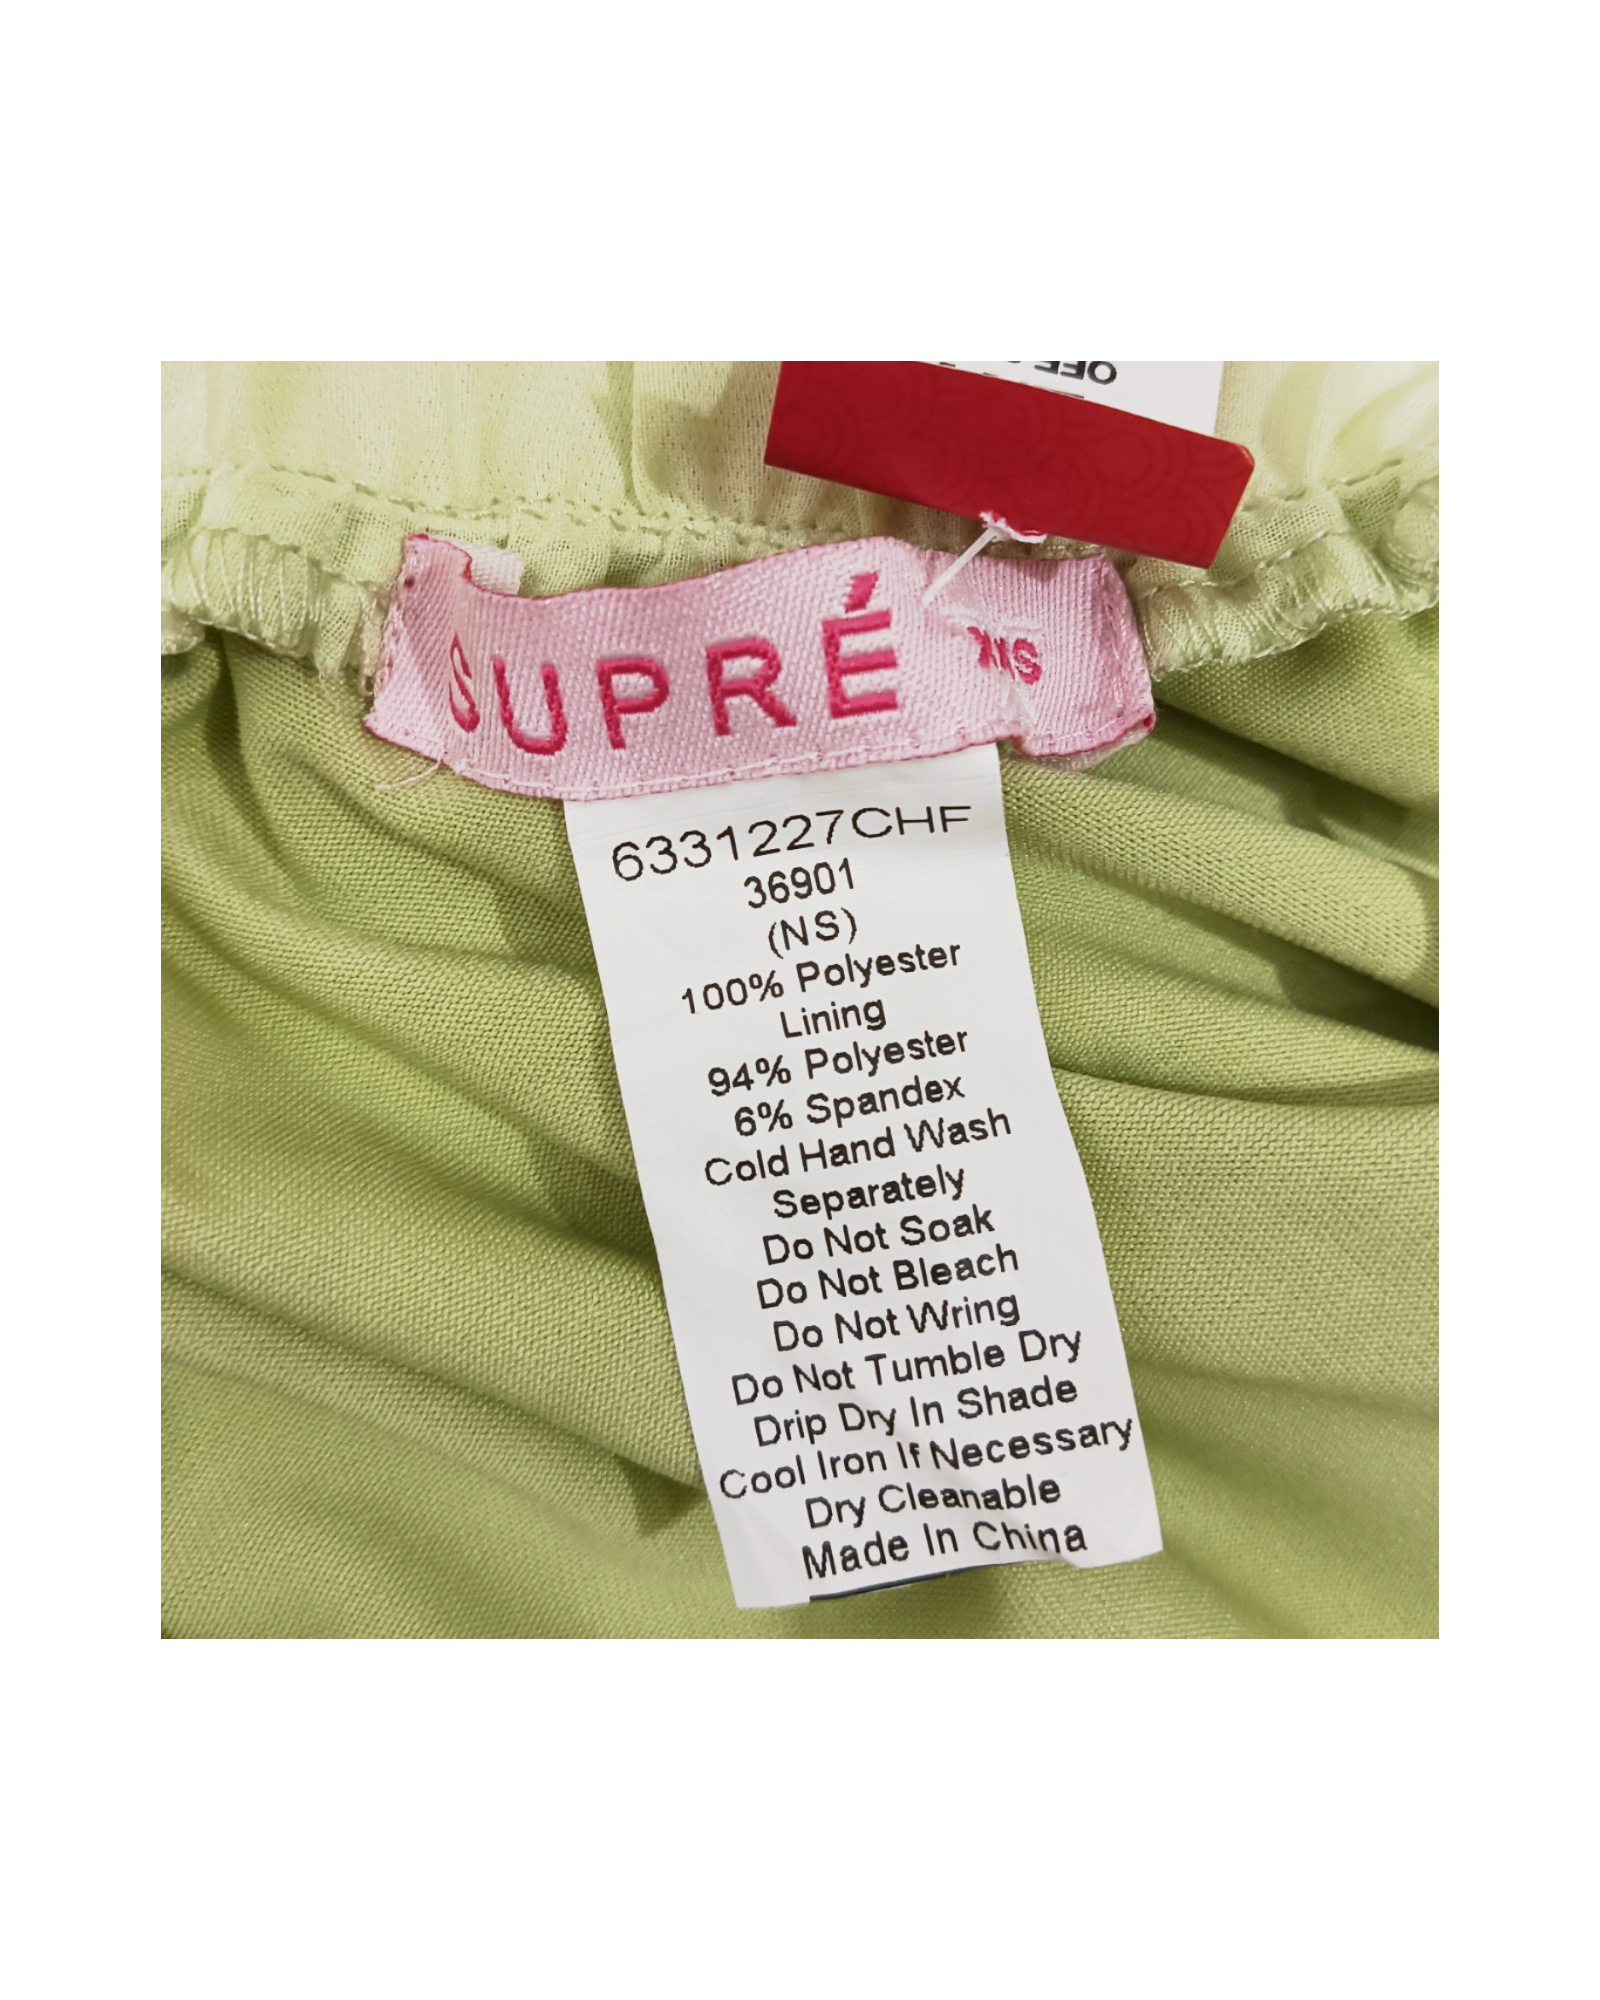 OFF
SUPRÉ
XXS
6331227CHF
36901
(NS)
100% Polyester
Lining
94% Polyester
6% Spandex
Cold Hand Wash
Separately
Do Not Soak
Do Not Bleach
Do Not Wring
Do Not Tumble Dry
Drip Dry In Shade
Cool Iron If Necessary
Dry Cleanable
Made In China